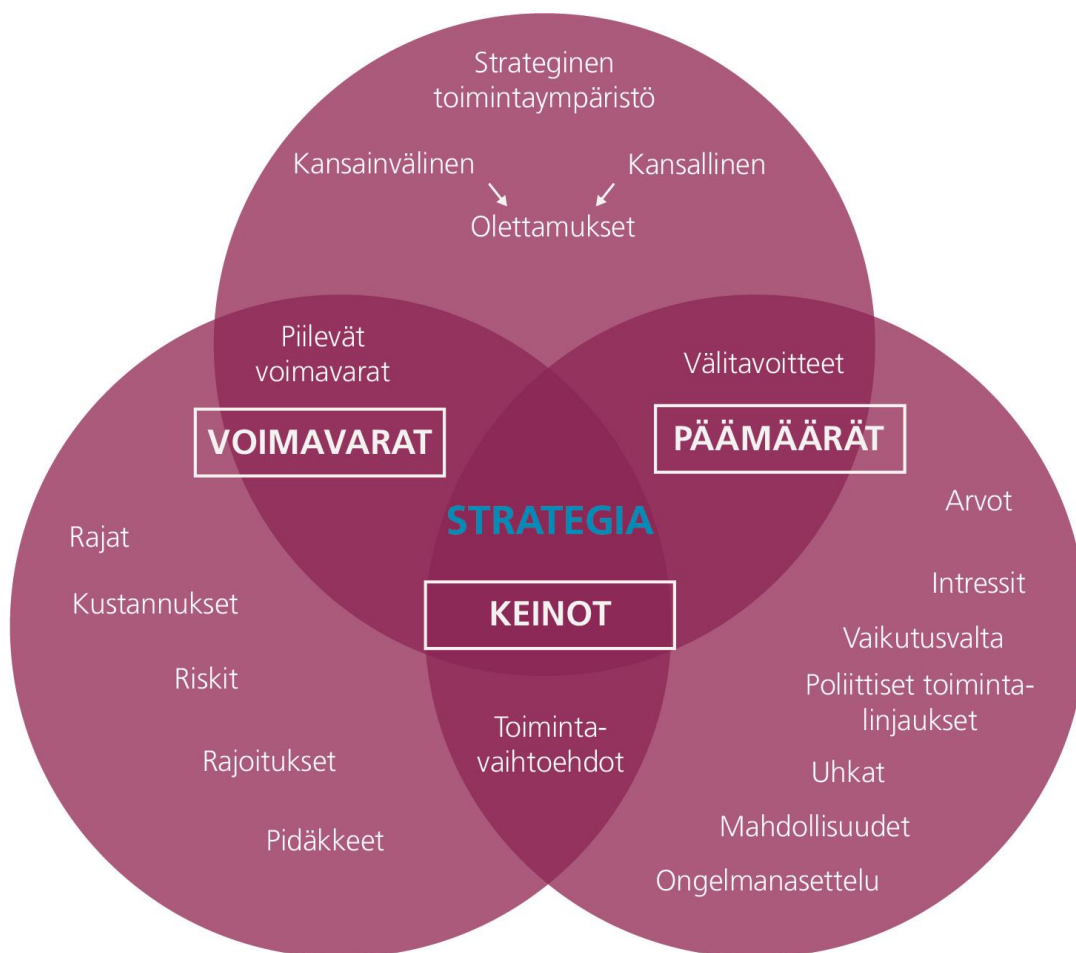 Strateginen
toimintaympäristö
Kansainvälinen
Kansallinen
Olettamukset
Piilevät
voimavarat
Välitavoitteet
VOIMAVARAT
PÄÄMÄÄRÄT
STRATEGIA
KEINOT
Rajat
Kustannukset
Riskit
Rajoitukset
Pidäkkeet
Toiminta-
vaihtoehdot
Arvot
Intressit
Vaikutusvalta
Poliittiset toiminta-
linjaukset
Uhkat
Mahdollisuudet
Ongelmanasettelu